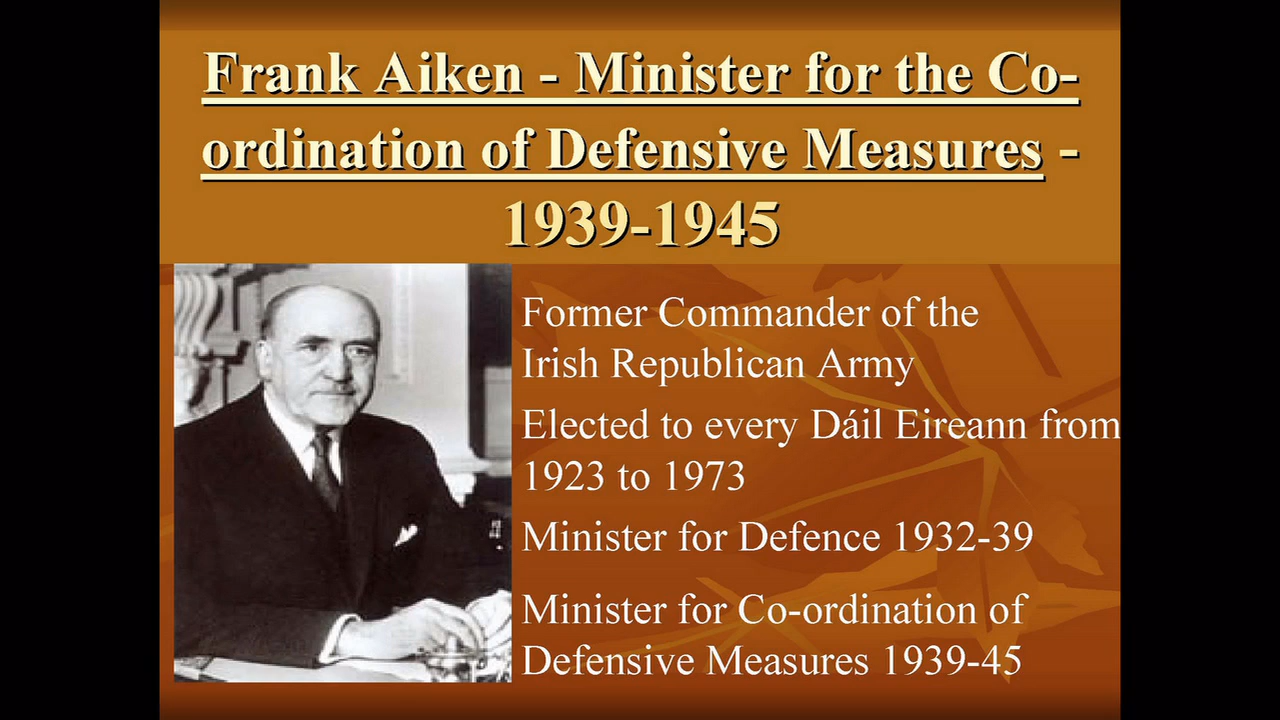 Frank Aiken - Minister for the Co-
ordination of Defensive Measures -
1939-1945
Former Commander of the
Irish Republican Army
Elected to every Dáil Eireann from
1923 to 1973
Minister for Defence 1932-39
Minister for Co-ordination of
Defensive Measures 1939-45